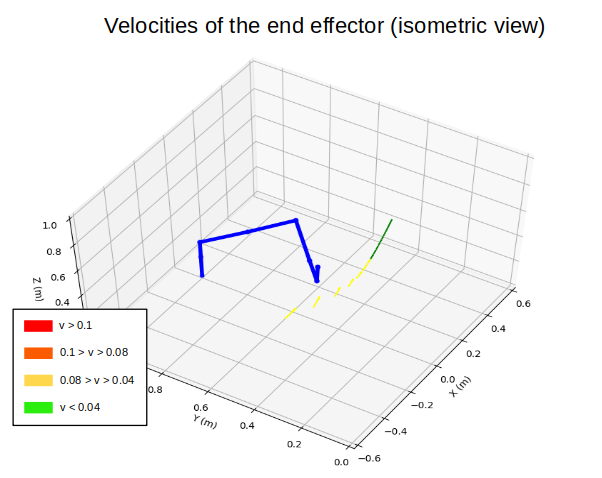 Velocities of the end effector (isometric view)
1.0
0.8
0.6
0.4
Z (m)
v > 0.1
0.1 > v > 0.08
0.08 > v > 0.04
v < 0.04
0.8
0.6
0.4
0.2
0.0
Y (m)
−0.6
−0.4
−0.2
0.0
0.2
0.4
0.6
X (m)